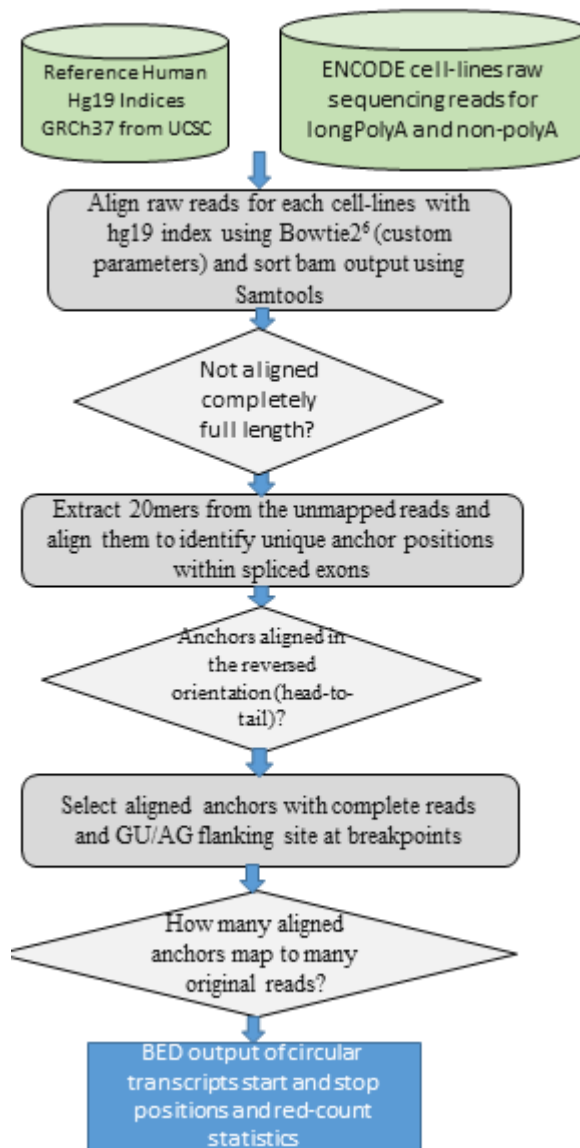 Reference Human
Hg19 Indices
GRCh37 from UCSC
ENCODE cell-lines raw
sequencing reads for
longPolyA and non-polyA
Align raw reads for each cell-lines with
hg19 index using Bowtie2⁶ (custom
parameters) and sort bam output using
Samtools
Not aligned
completely
full length?
Extract 20mers from the unmapped reads and
align them to identify unique anchor positions
within spliced exons
Anchors aligned in
the reversed
orientation (head-to-
tail)?
Select aligned anchors with complete reads
and GU/AG flanking site at breakpoints
How many aligned
anchors map to many
original reads?
BED output of circular
transcripts start and stop
positions and red-count
statistics